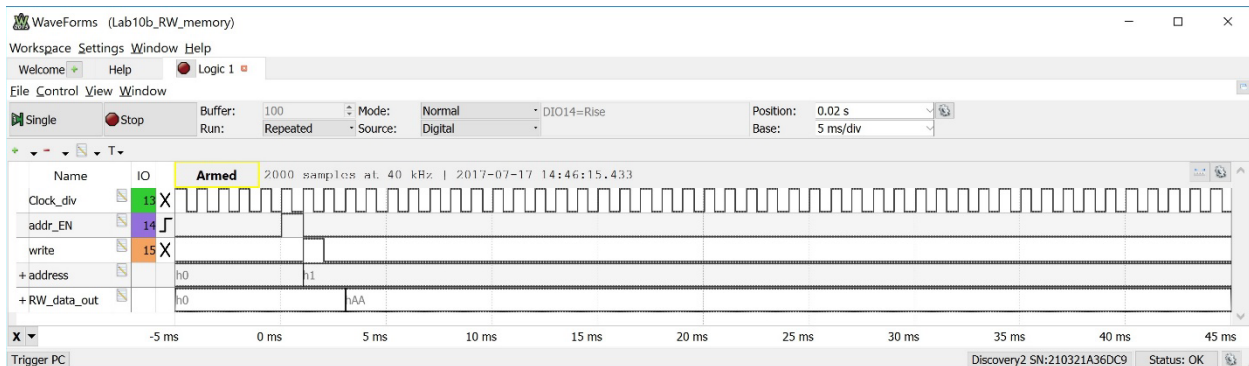 WaveForms (Lab10b_RW_memory)
Workspace Settings Window Help
Welcome Help Logic 1
File Control View Window
Single Stop Buffer: 100 Mode: Normal DIO14=Rise Position: 0.02 s
Run: Repeated Source: Digital Base: 5 ms/div
T
Name IO Armed 2000 samples at 40 kHz | 2017-07-17 14:46:15.433
Clock_div 13 X
addr_EN 14
write 15 X
+ address h0 h1
+ RW_data_out h0 hAA
X -5 ms 0 ms 5 ms 10 ms 15 ms 20 ms 25 ms 30 ms 35 ms 40 ms 45 ms
Trigger PC Discovery2 SN:210321A36DC9 Status: OK